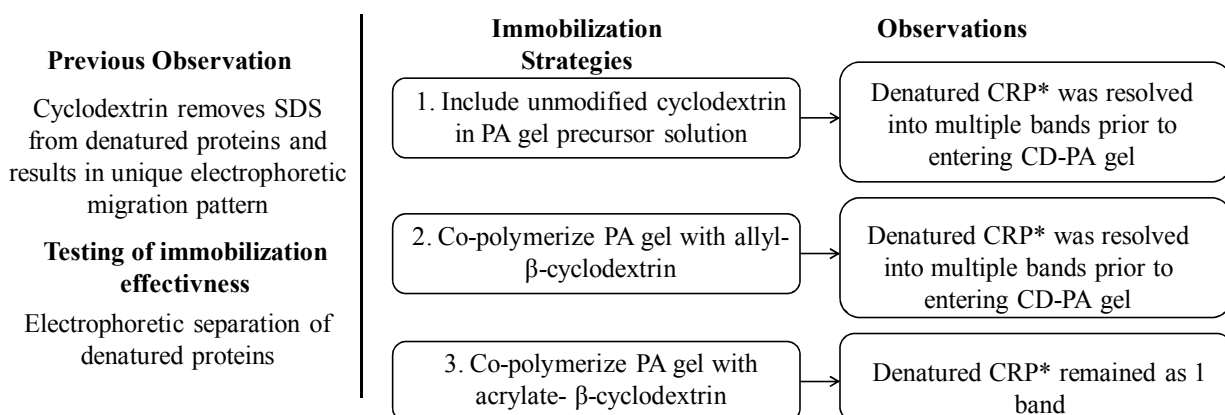 Previous Observation
Cyclodextrin removes SDS
from denatured proteins and
results in unique electrophoretic
migration pattern
Testing of immobilization
effectivness
Electrophoretic separation of
denatured proteins
Immobilization
Strategies
1. Include unmodified cyclodextrin
in PA gel precursor solution
2. Co-polymerize PA gel with allyl-
β-cyclodextrin
3. Co-polymerize PA gel with
acrylate- β-cyclodextrin
Observations
Denatured CRP* was resolved
into multiple bands prior to
entering CD-PA gel
Denatured CRP* was resolved
into multiple bands prior to
entering CD-PA gel
Denatured CRP* remained as 1
band